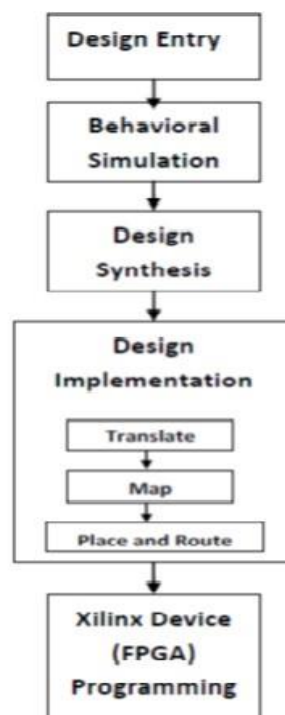 Design Entry
Behavioral
Simulation
Design
Synthesis
Design
Implementation
Translate
Map
Place and Route
Xilinx Device
(FPGA)
Programming